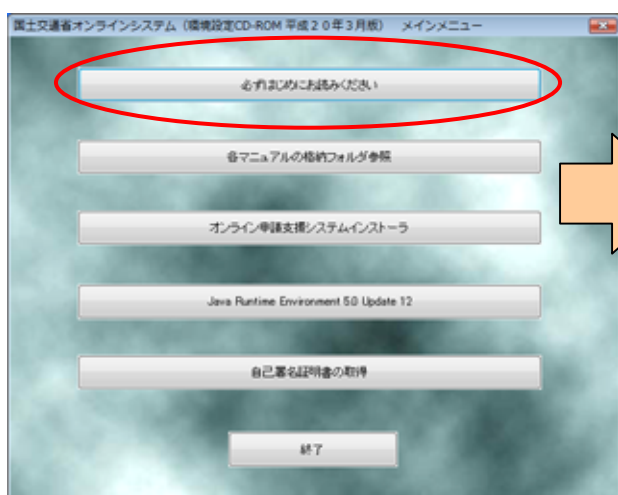 国土交通省オンラインシステム（環境設定CD-ROM 平成２０年３月版）　メインメニュー
必ずはじめにお読みください
各マニュアルの格納フォルダ参照
オンライン申請支援システムインストーラ
Java Runtime Environment 5.0 Update 12
自己署名証明書の取得
終了